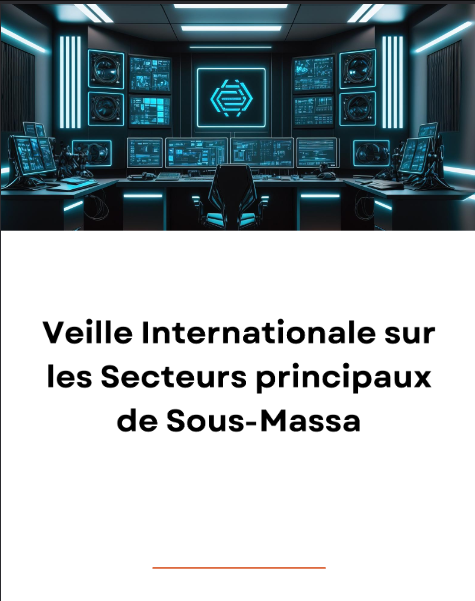 Veille Internationale sur
les Secteurs principaux
de Sous-Massa